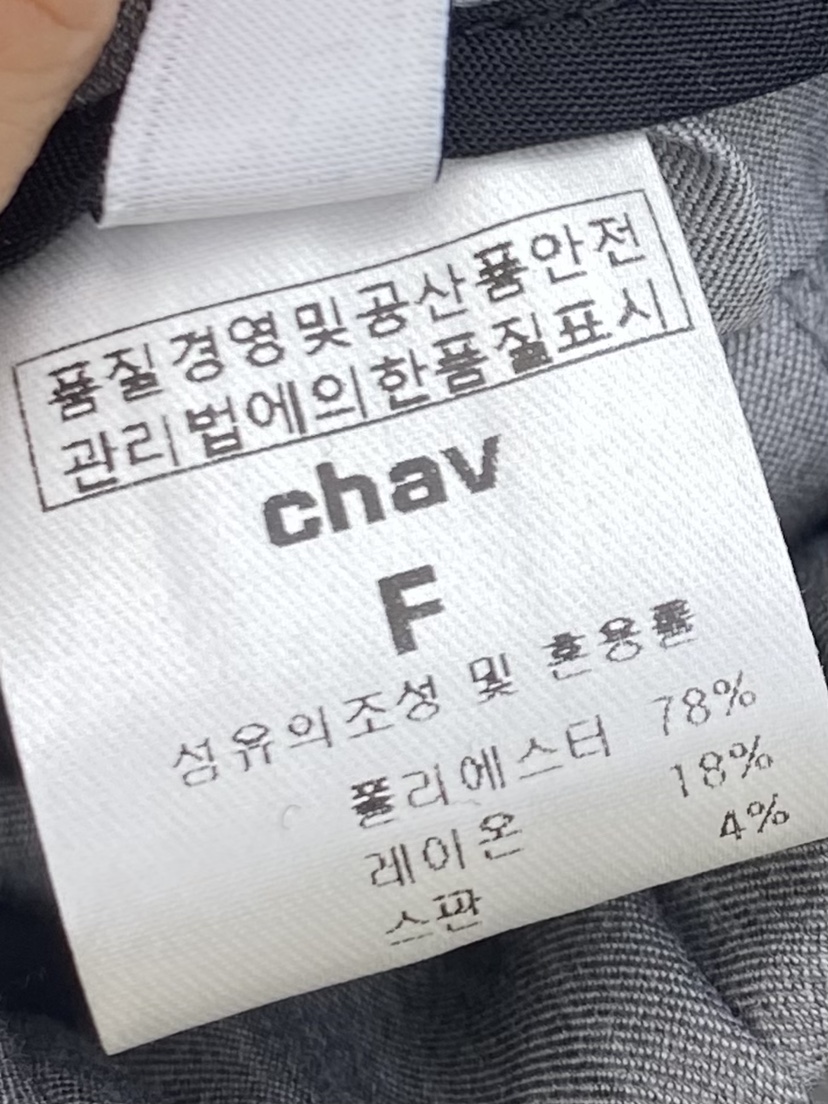 품질경영및공산품안전
관리법에의한품질표시
chav
F
섬유의조성 및 혼용률
폴리에스터 78%
레이온 18%
스판 4%